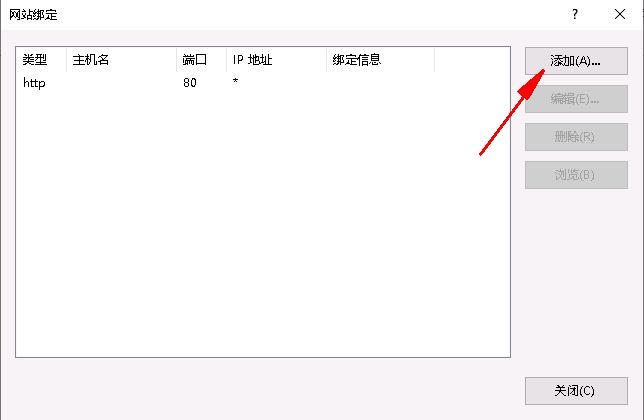 网站绑定
类型 主机名 端口 IP 地址 绑定信息
http 80 *
添加(A)...
编辑(E)...
删除(R)
浏览(B)
关闭(C)